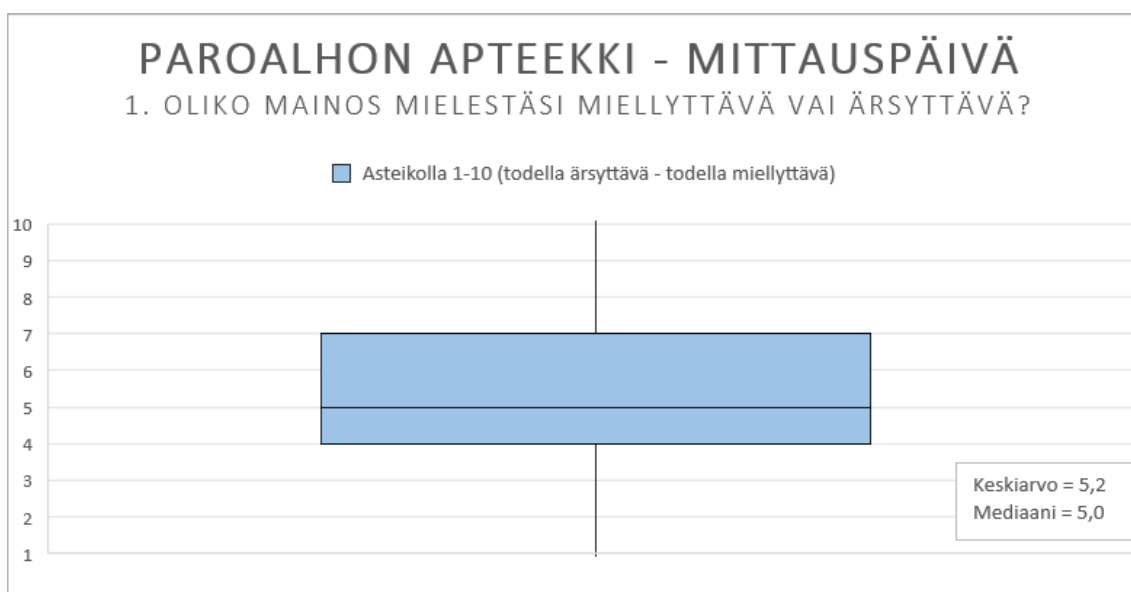 PAROALHON APTEEKKI - MITTAUSPÄIVÄ
1. OLIKO MAINOS MIELESTÄSI MIELLYTTÄVÄ VAI ÄRSYTTÄVÄ?
Asteikolla 1-10 (todella ärsyttävä - todella miellyttävä)
10
9
8
7
6
5
4
3
2
1
Keskiarvo = 5,2
Mediaani = 5,0